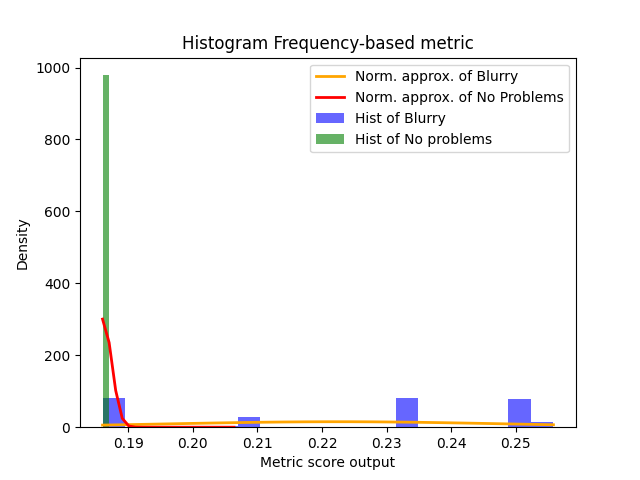 Histogram Frequency-based metric
Norm. approx. of Blurry
Norm. approx. of No Problems
Hist of Blurry
Hist of No problems
Density
1000
800
600
400
200
0
0.19 0.20 0.21 0.22 0.23 0.24 0.25
Metric score output